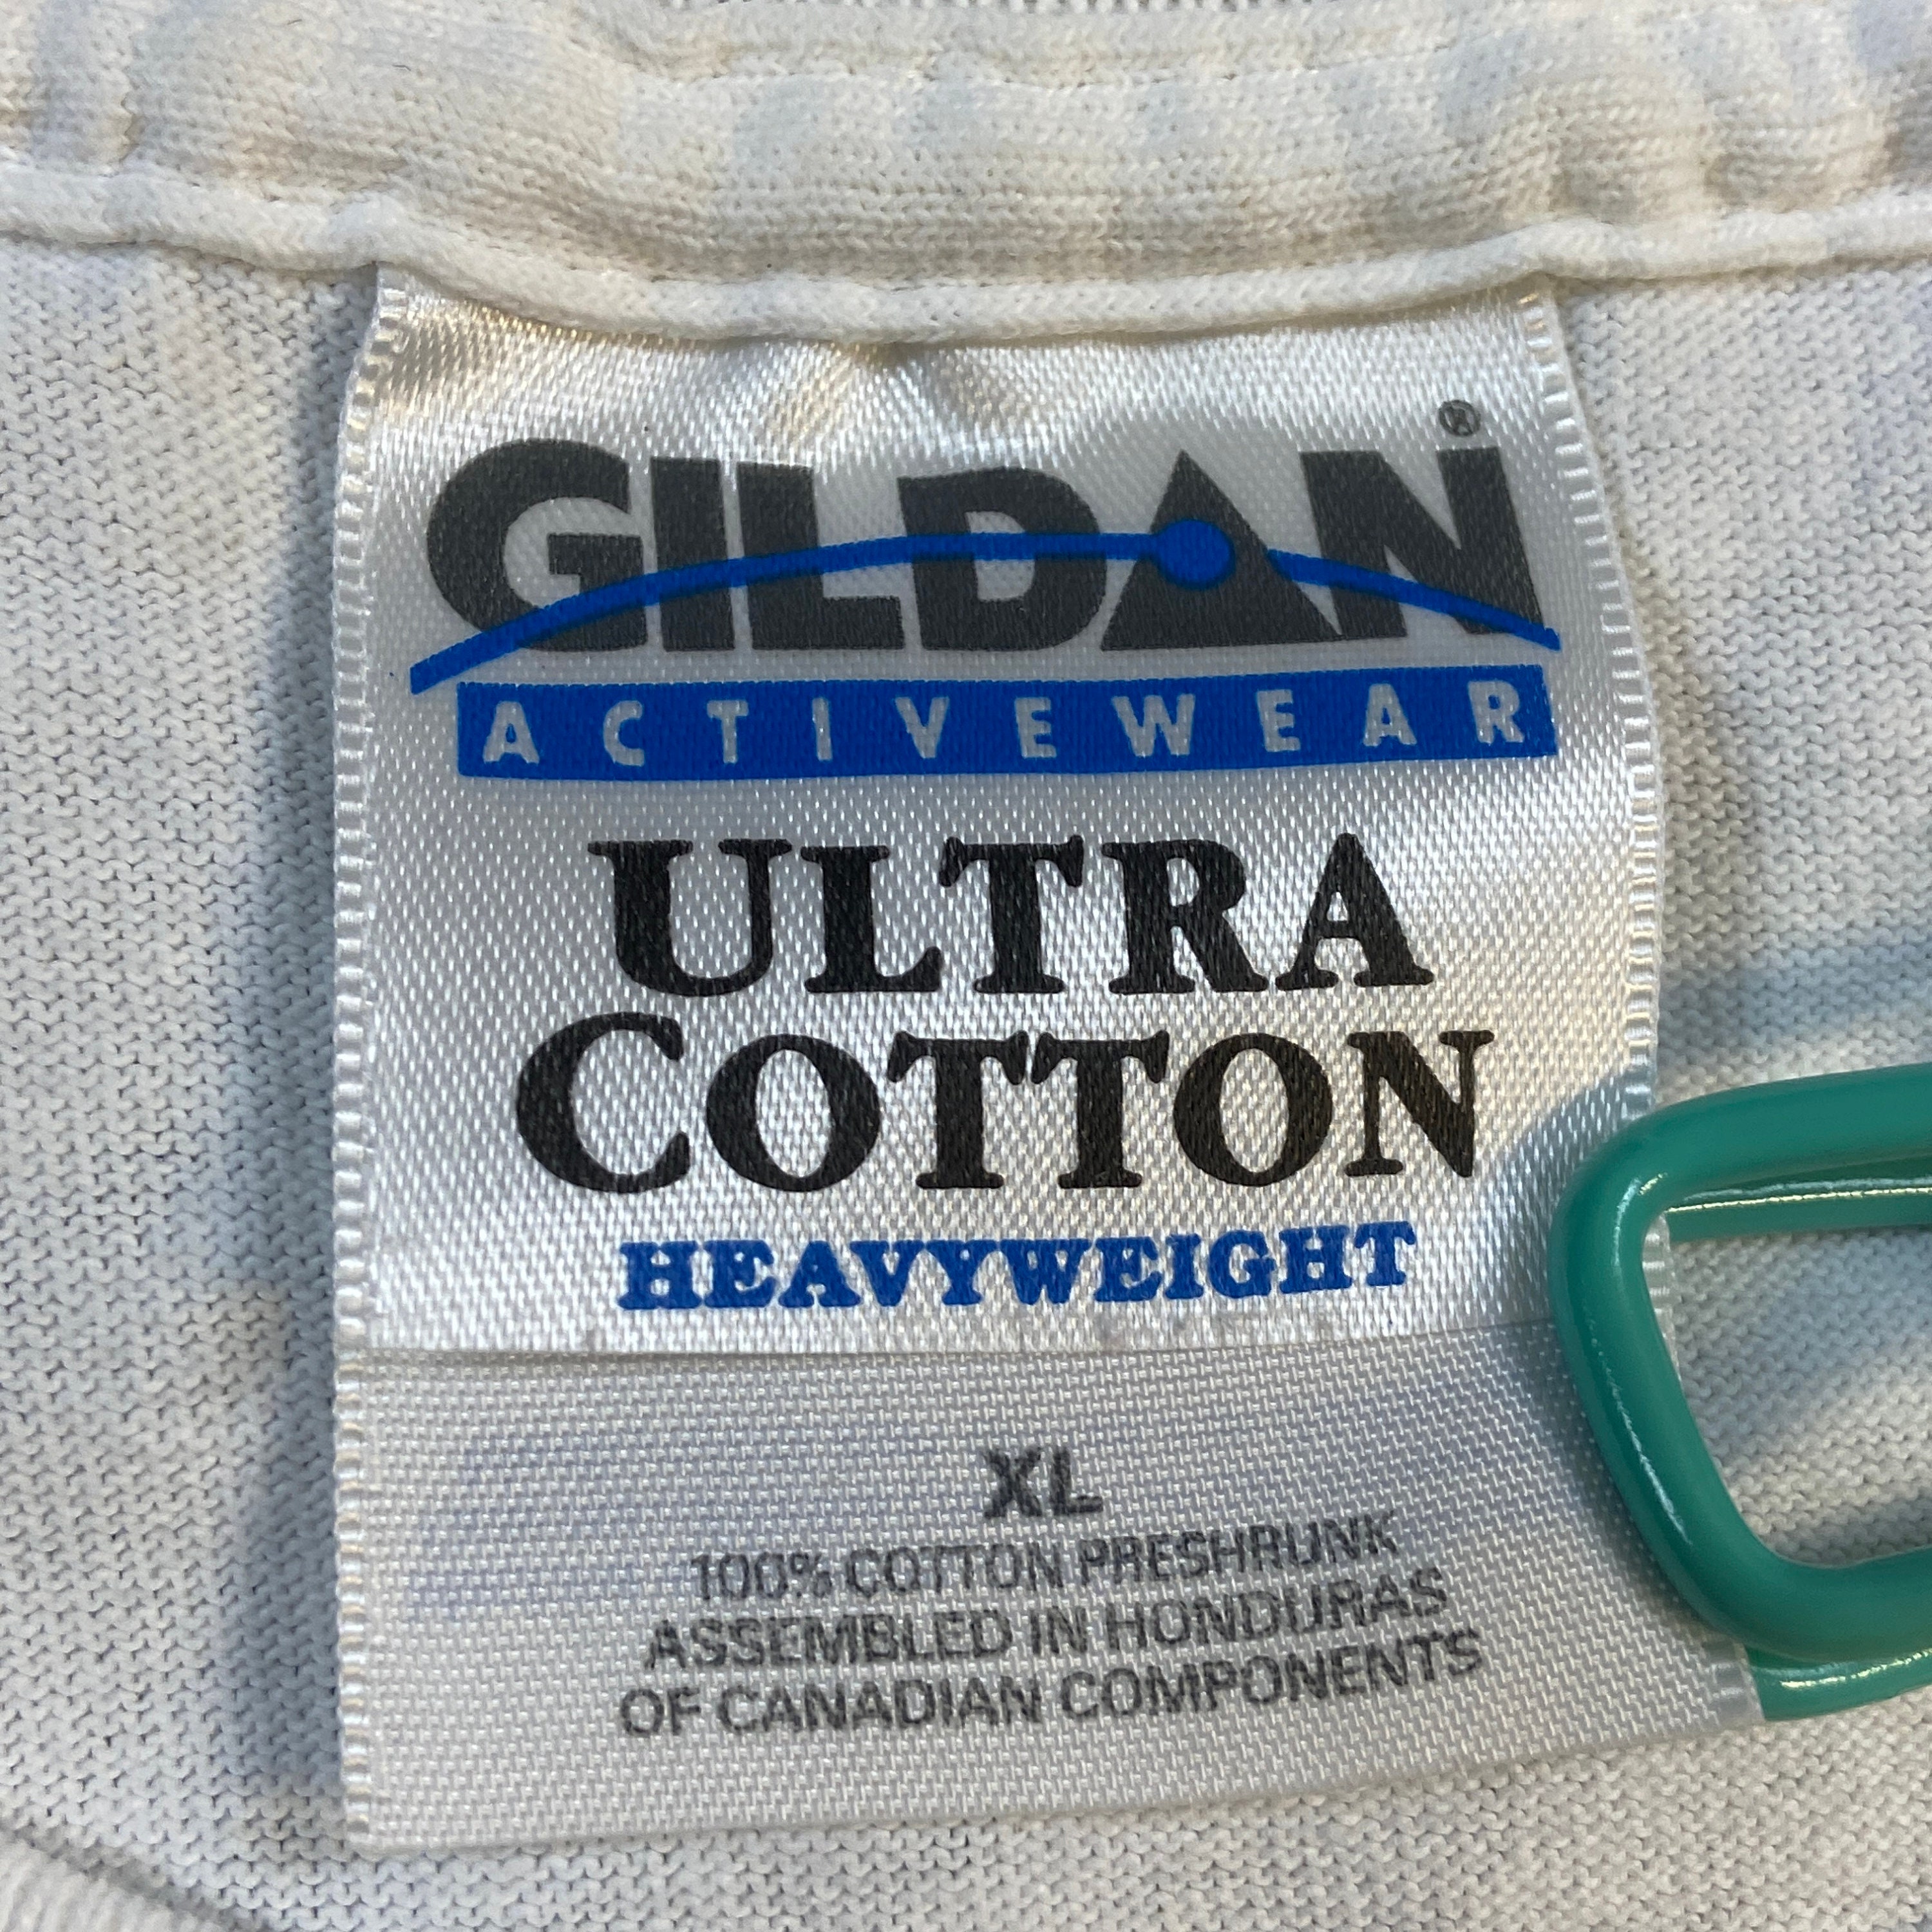 GILDAN®
ACTIVEWEAR
ULTRA
COTTON
HEAVYWEIGHT
XL
100% COTTON PRESHRUNK
ASSEMBLED IN HONDURAS
OF CANADIAN COMPONENTS